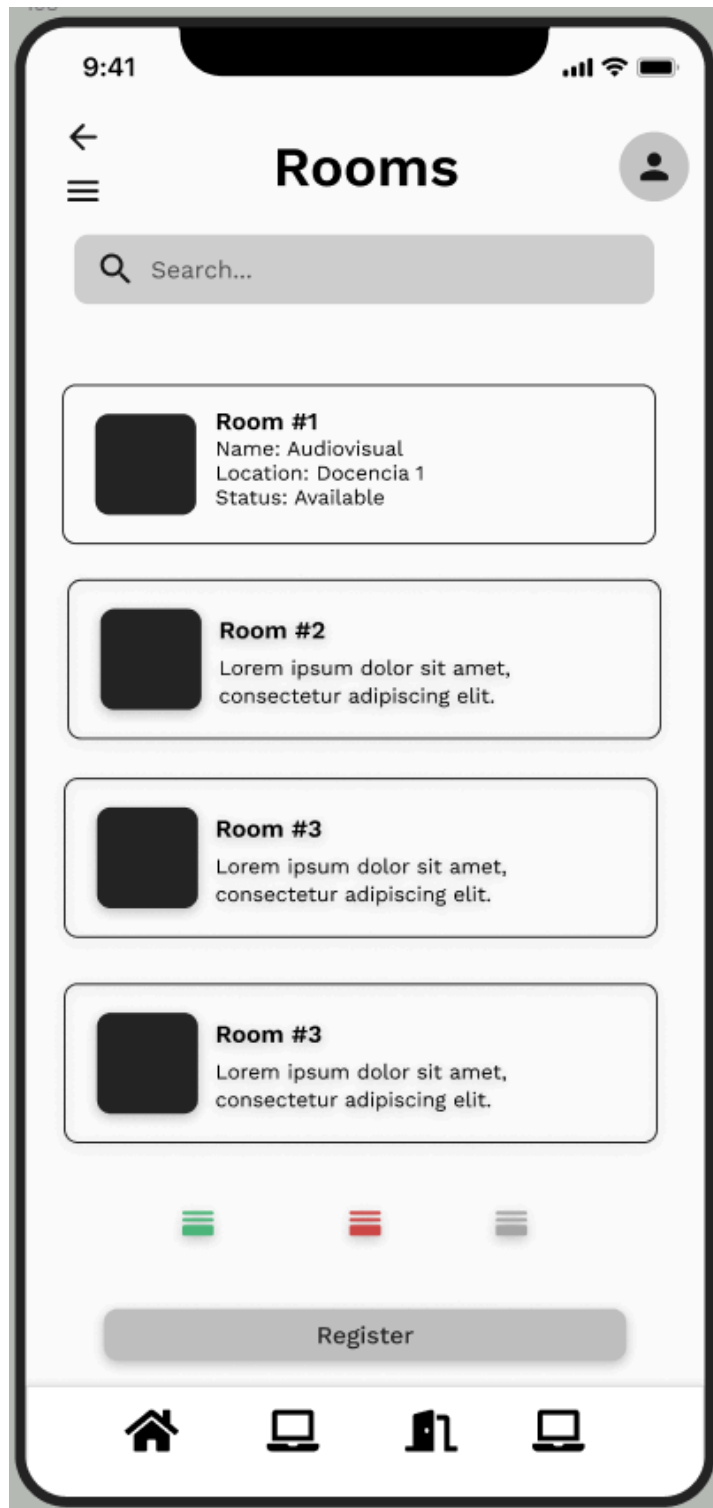 9:41
Rooms
Search...
Room #1
Name: Audiovisual
Location: Docencia 1
Status: Available
Room #2
Lorem ipsum dolor sit amet,
consectetur adipiscing elit.
Room #3
Lorem ipsum dolor sit amet,
consectetur adipiscing elit.
Room #3
Lorem ipsum dolor sit amet,
consectetur adipiscing elit.
Register